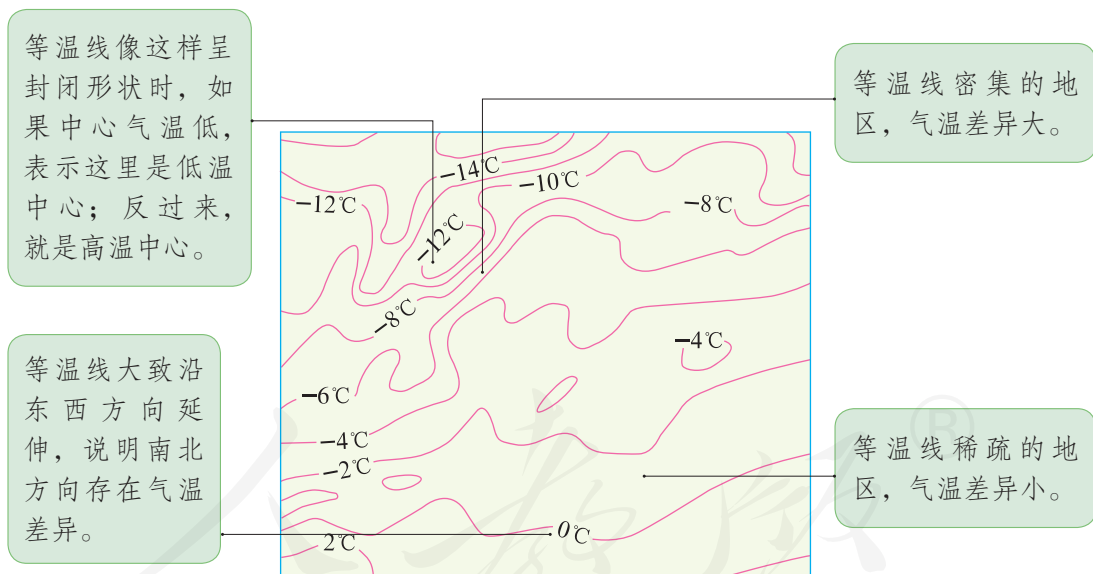 等温线像这样呈
封闭形状时，如
果中心气温低，
表示这里是低温
中心；反过来，
就是高温中心。
等温线密集的地
区，气温差异大。
-14℃
-10℃
-12℃
-8℃
-12℃
-8℃
-4℃
-6℃
-4℃
-2℃
0℃
2℃
等温线大致沿
东西方向延
伸，说明南北
方向存在气温
差异。
等温线稀疏的地
区，气温差异小。
人教版®